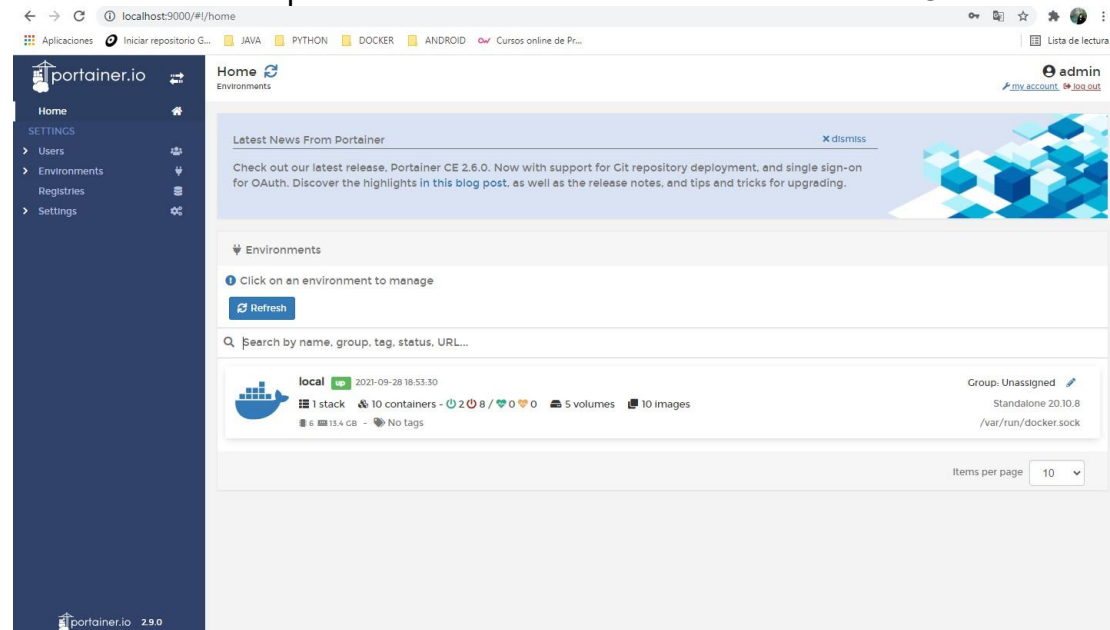 localhost:9000/#!/home
Aplicaciones Iniciar repositorio G... JAVA PYTHON DOCKER ANDROID Cursos online de Pr... Lista de lectura
portainer.io
Home
SETTINGS
Users
Environments
Registries
Settings
portainer.io 2.9.0
Home
Environments
admin
my account log out
Latest News From Portainer
dismiss
Check out our latest release, Portainer CE 2.6.0. Now with support for Git repository deployment, and single sign-on
for OAuth. Discover the highlights in this blog post, as well as the release notes, and tips and tricks for upgrading.
Environments
Click on an environment to manage
Refresh
Search by name, group, tag, status, URL...
local up 2021-09-28 18:53:30
1 stack 10 containers - 2 8 / 0 0 5 volumes 10 images
6 13.4 GB - No tags
Group: Unassigned
Standalone 20.10.8
/var/run/docker.sock
Items per page 10